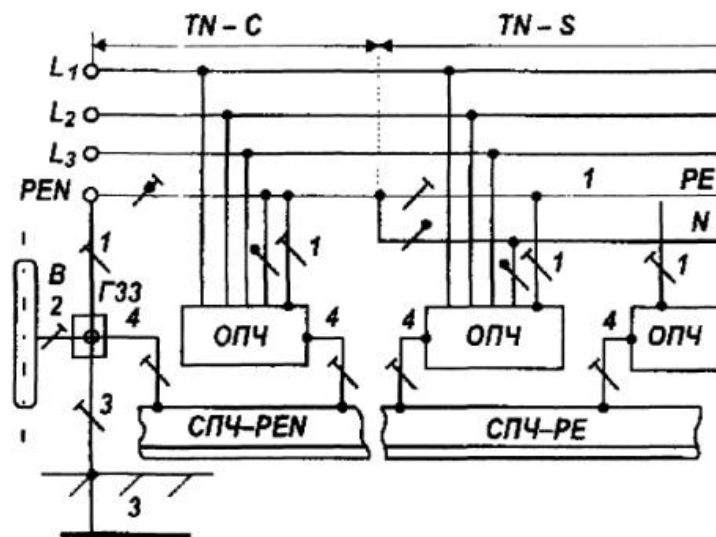 TN – C TN – S
L1
L2
L3
PEN 1 PE
N
1 1 1 1
В ГЗЗ
2 4 ОПЧ 4 4 ОПЧ 4 ОПЧ
3
СПЧ–PEN СПЧ–PE
3